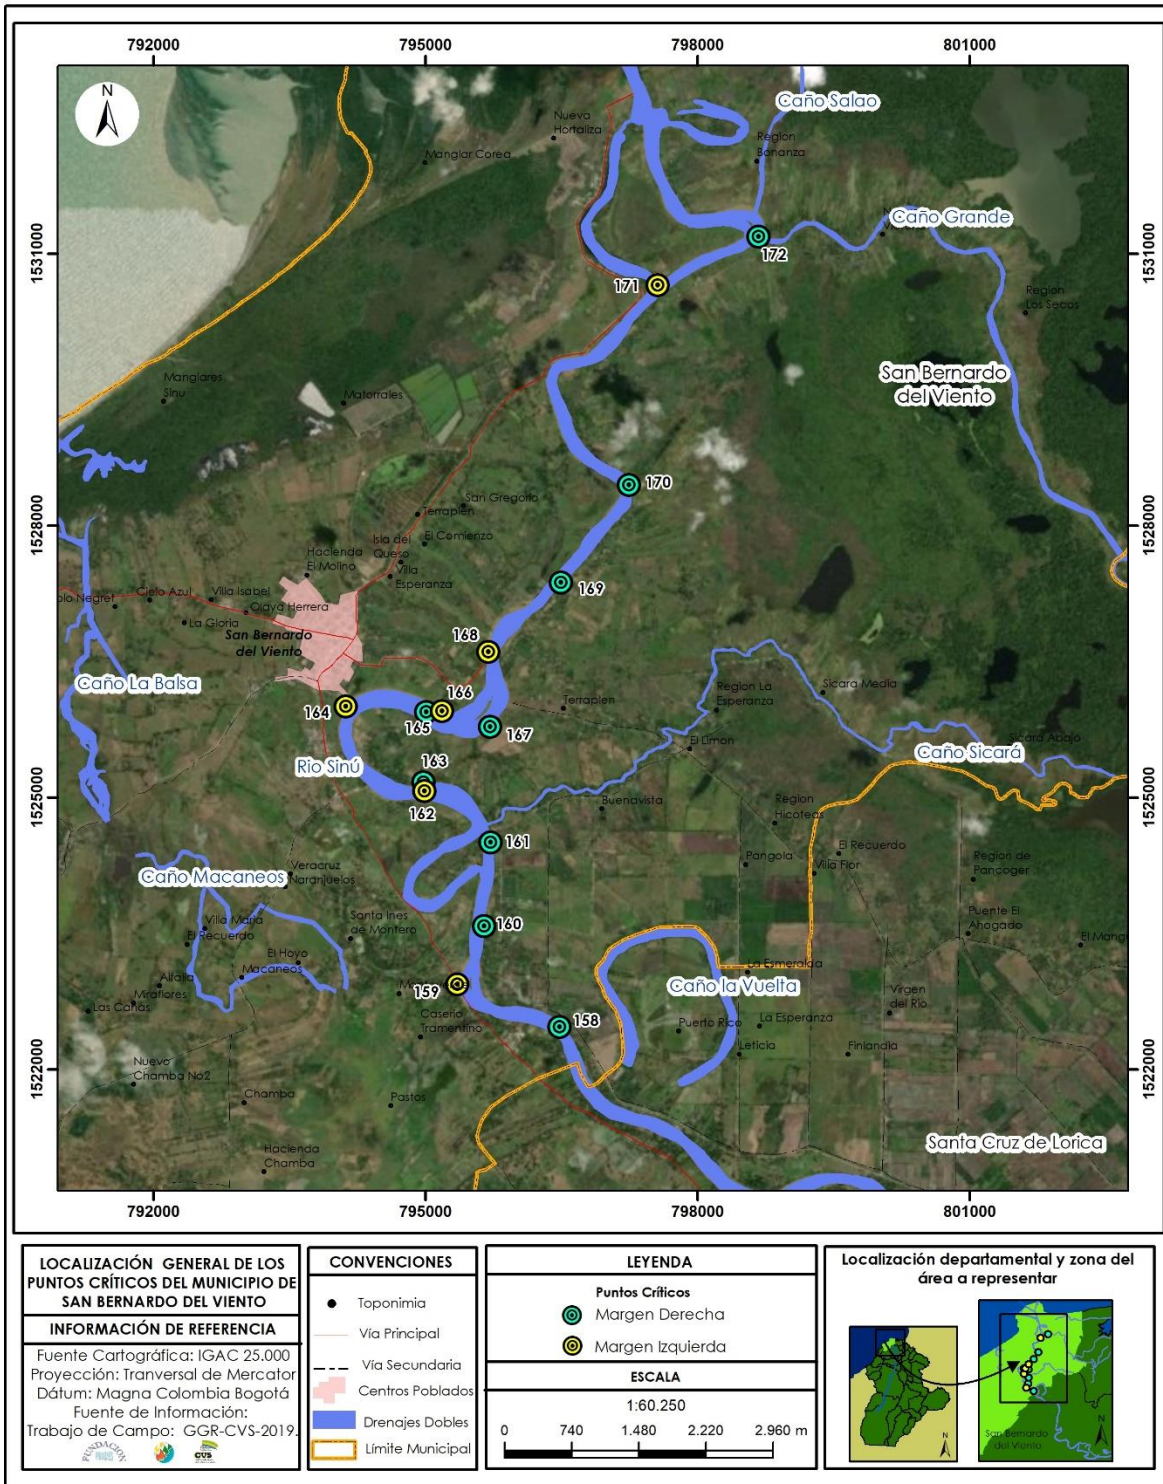 792000
795000
798000
801000
N
Caño Salao
Nueva
Hortaliza
Region
Bonanza
Mangiar Corea
Caño Grande
172
1531000
1531000
171
Region
Los Secos
Mangiares
Sinu
Matorrales
San Bernardo
del Viento
170
San Gregorio
Terraplen
1528000
1528000
El Comienzo
Isla del
Queso
Hacienda
El Molino
Villa
Esperanza
169
Cielo Azul
Villa Isabel
Olaya Herrera
La Gloria
San Bernardo
del Viento
168
Caño La Balsa
166
164
165
167
Terraplen
Region La
Esperanza
Sicara Media
El Limon
Sicara Abajo
Caño Sicará
163
Rio Sinú
162
1525000
1525000
Buenavista
Region
Hicoteas
161
El Recuerdo
Pangola
Villa Flor
Region de
Pancoger
Veracruz
Naranjuelos
Caño Macaneos
Villa Maria
El Recuerdo
Santa Ines
de Montero
160
Puente El
Ahogado
El Hoyo
Macaneos
La Esmeralda
Caño la Vuelta
159
Alfalia
Miraflores
Las Cañas
Virgen
del Rio
158
Caserio
Tramentino
Puerto Rico
La Esperanza
Leticia
Finlandia
Nuevo
Chamba No2
1522000
1522000
Chamba
Pastos
Hacienda
Chamba
Santa Cruz de Lorica
792000
795000
798000
801000
LOCALIZACIÓN GENERAL DE LOS
PUNTOS CRÍTICOS DEL MUNICIPIO DE
SAN BERNARDO DEL VIENTO
INFORMACIÓN DE REFERENCIA
Fuente Cartográfica: IGAC 25.000
Proyección: Tranversal de Mercator
Dátum: Magna Colombia Bogotá
Fuente de Información:
Trabajo de Campo: GGR-CVS-2019.
FUNDACION
CVS
CONVENCIONES
Toponimia
Vía Principal
Vía Secundaria
Centros Poblados
Drenajes Dobles
Límite Municipal
LEYENDA
Puntos Críticos
Margen Derecha
Margen Izquierda
ESCALA
1:60.250
0 740 1.480 2.220 2.960 m
Localización departamental y zona del
área a representar
N
San Bernardo
del Viento
N